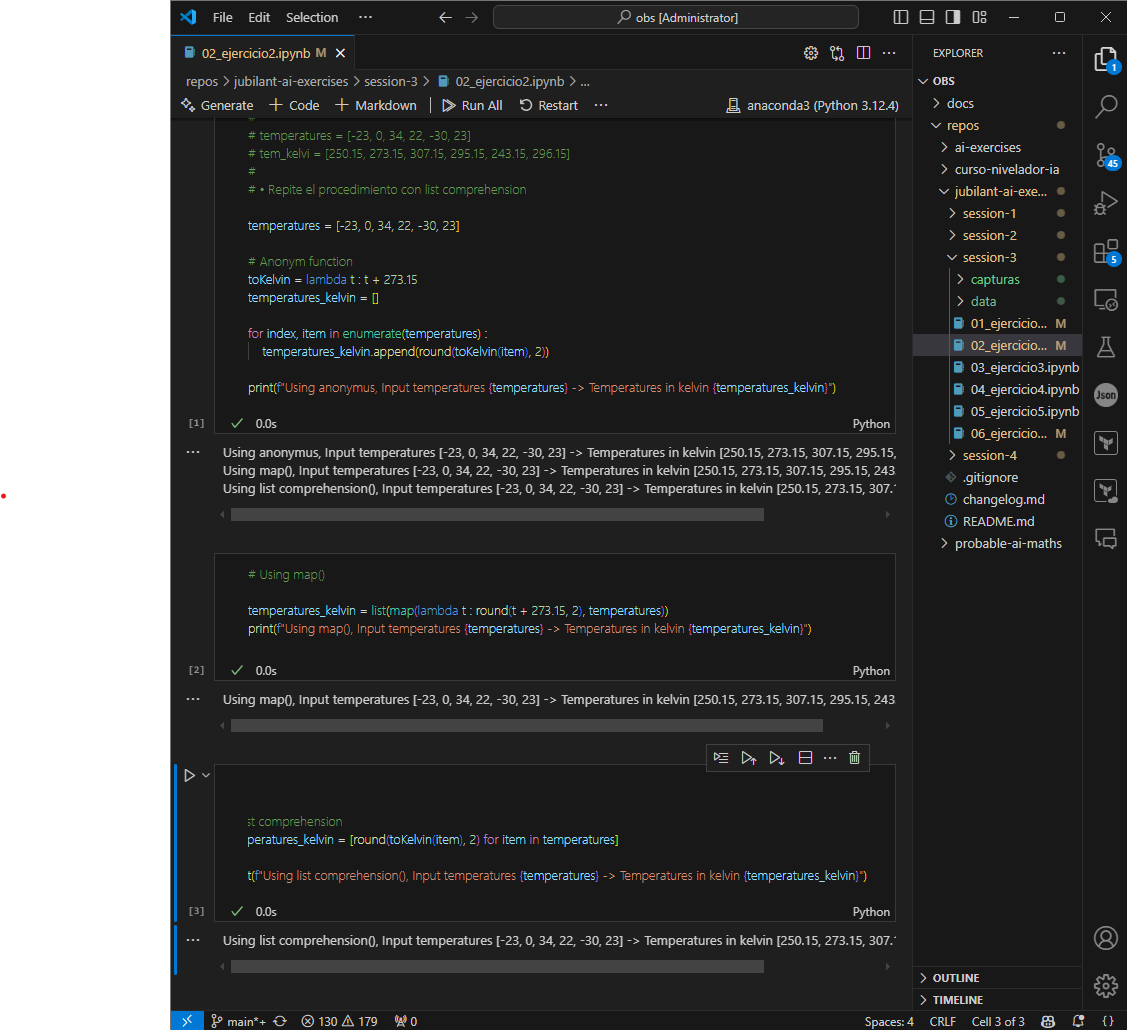 File Edit Selection ··· obs [Administrator]
02_ejercicio2.ipynb M
repos > jubilant-ai-exercises > session-3 > 02_ejercicio2.ipynb > ...
Generate + Code + Markdown Run All Restart ··· anaconda3 (Python 3.12.4)
#
# temperatures = [-23, 0, 34, 22, -30, 23]
# tem_kelvi = [250.15, 273.15, 307.15, 295.15, 243.15, 296.15]
#
# • Repite el procedimiento con list comprehension
temperatures = [-23, 0, 34, 22, -30, 23]
# Anonym function
toKelvin = lambda t : t + 273.15
temperatures_kelvin = []
for index, item in enumerate(temperatures) :
temperatures_kelvin.append(round(toKelvin(item), 2))
print(f"Using anonymus, Input temperatures {temperatures} -> Temperatures in kelvin {temperatures_kelvin}")
[1] 0.0s Python
Using anonymus, Input temperatures [-23, 0, 34, 22, -30, 23] -> Temperatures in kelvin [250.15, 273.15, 307.15, 295.15,
Using map(), Input temperatures [-23, 0, 34, 22, -30, 23] -> Temperatures in kelvin [250.15, 273.15, 307.15, 295.15, 243
Using list comprehension(), Input temperatures [-23, 0, 34, 22, -30, 23] -> Temperatures in kelvin [250.15, 273.15, 307.1
# Using map()
temperatures_kelvin = list(map(lambda t : round(t + 273.15, 2), temperatures))
print(f"Using map(), Input temperatures {temperatures} -> Temperatures in kelvin {temperatures_kelvin}")
[2] 0.0s Python
Using map(), Input temperatures [-23, 0, 34, 22, -30, 23] -> Temperatures in kelvin [250.15, 273.15, 307.15, 295.15, 243
st comprehension
peratures_kelvin = [round(toKelvin(item), 2) for item in temperatures]
t(f"Using list comprehension(), Input temperatures {temperatures} -> Temperatures in kelvin {temperatures_kelvin}")
[3] 0.0s Python
Using list comprehension(), Input temperatures [-23, 0, 34, 22, -30, 23] -> Temperatures in kelvin [250.15, 273.15, 307.1
EXPLORER ···
OBS
docs
repos
ai-exercises
curso-nivelador-ia
jubilant-ai-exe...
session-1
session-2
session-3
capturas
data
01_ejercicio... M
02_ejercicio... M
03_ejercicio3.ipynb
04_ejercicio4.ipynb
05_ejercicio5.ipynb
06_ejercicio... M
session-4
.gitignore
changelog.md
README.md
probable-ai-maths
OUTLINE
TIMELINE
1
45
5
Json
main*+ 130 179 0 Spaces: 4 CRLF Cell 3 of 3